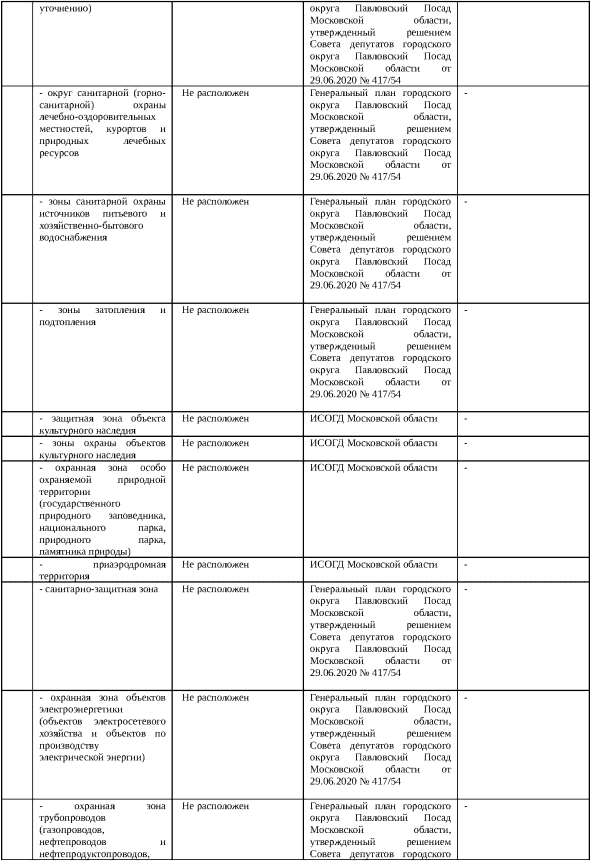 уточнению)
округа Павловский Посад
Московской области,
утвержденный решением
Совета депутатов городского
округа Павловский Посад
Московской области от
29.06.2020 № 417/54
- округ санитарной (горно-
санитарной) охраны
лечебно-оздоровительных
местностей, курортов и
природных лечебных
ресурсов
Не расположен
Генеральный план городского
округа Павловский Посад
Московской области,
утвержденный решением
Совета депутатов городского
округа Павловский Посад
Московской области от
29.06.2020 № 417/54
-
- зоны санитарной охраны
источников питьевого и
хозяйственно-бытового
водоснабжения
Не расположен
Генеральный план городского
округа Павловский Посад
Московской области,
утвержденный решением
Совета депутатов городского
округа Павловский Посад
Московской области от
29.06.2020 № 417/54
-
- зоны затопления и
подтопления
Не расположен
Генеральный план городского
округа Павловский Посад
Московской области,
утвержденный решением
Совета депутатов городского
округа Павловский Посад
Московской области от
29.06.2020 № 417/54
-
- защитная зона объекта
культурного наследия
Не расположен
ИСОГД Московской области
-
- зоны охраны объектов
культурного наследия
Не расположен
ИСОГД Московской области
-
- охранная зона особо
охраняемой природной
территории
(государственного
природного заповедника,
национального парка,
природного парка,
памятника природы)
Не расположен
ИСОГД Московской области
-
- приаэродромная
территория
Не расположен
ИСОГД Московской области
-
- санитарно-защитная зона
Не расположен
Генеральный план городского
округа Павловский Посад
Московской области,
утвержденный решением
Совета депутатов городского
округа Павловский Посад
Московской области от
29.06.2020 № 417/54
-
- охранная зона объектов
электроэнергетики
(объектов электросетевого
хозяйства и объектов по
производству
электрической энергии)
Не расположен
Генеральный план городского
округа Павловский Посад
Московской области,
утвержденный решением
Совета депутатов городского
округа Павловский Посад
Московской области от
29.06.2020 № 417/54
-
- охранная зона
трубопроводов
(газопроводов,
нефтепроводов и
нефтепродуктопроводов,
Не расположен
Генеральный план городского
округа Павловский Посад
Московской области,
утвержденный решением
Совета депутатов городского
-